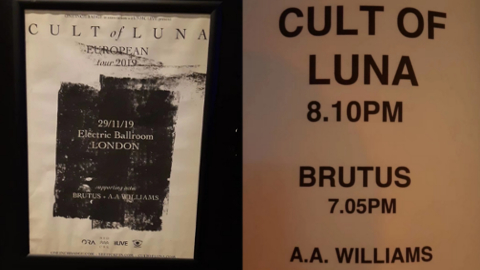 CULT of LUNA
EUROPEAN
tour 2019
29/11/19
Electric Ballroom
LONDON
supporting acts
BRUTUS + A.A.WILLIAMS
CULT OF
LUNA
8.10PM
BRUTUS
7.05PM
A.A. WILLIAMS